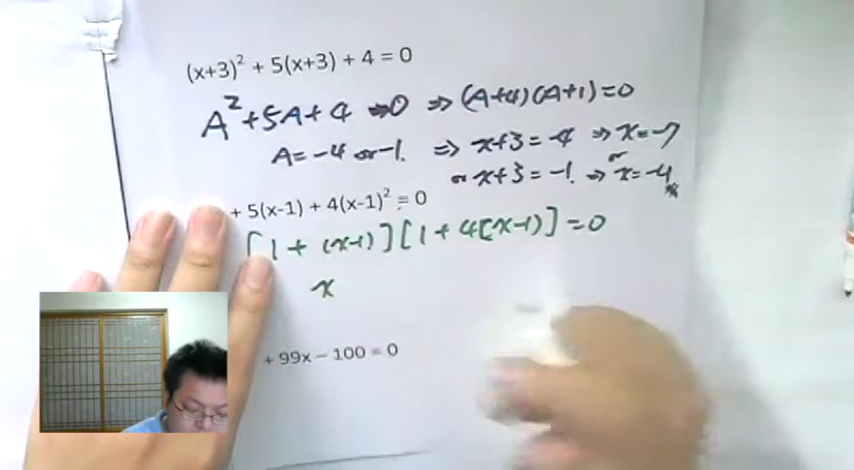 (x+3)² + 5(x+3) + 4 = 0
A² + 5A + 4 = 0 ⇒ (A+4)(A+1) = 0
A = -4 or -1. ⇒ x+3 = -4 ⇒ x = -7
or x+3 = -1. ⇒ or x = -4
+ 5(x-1) + 4(x-1)² = 0
[1 + (x-1)][1 + 4(x-1)] = 0
x
+ 99x − 100 = 0